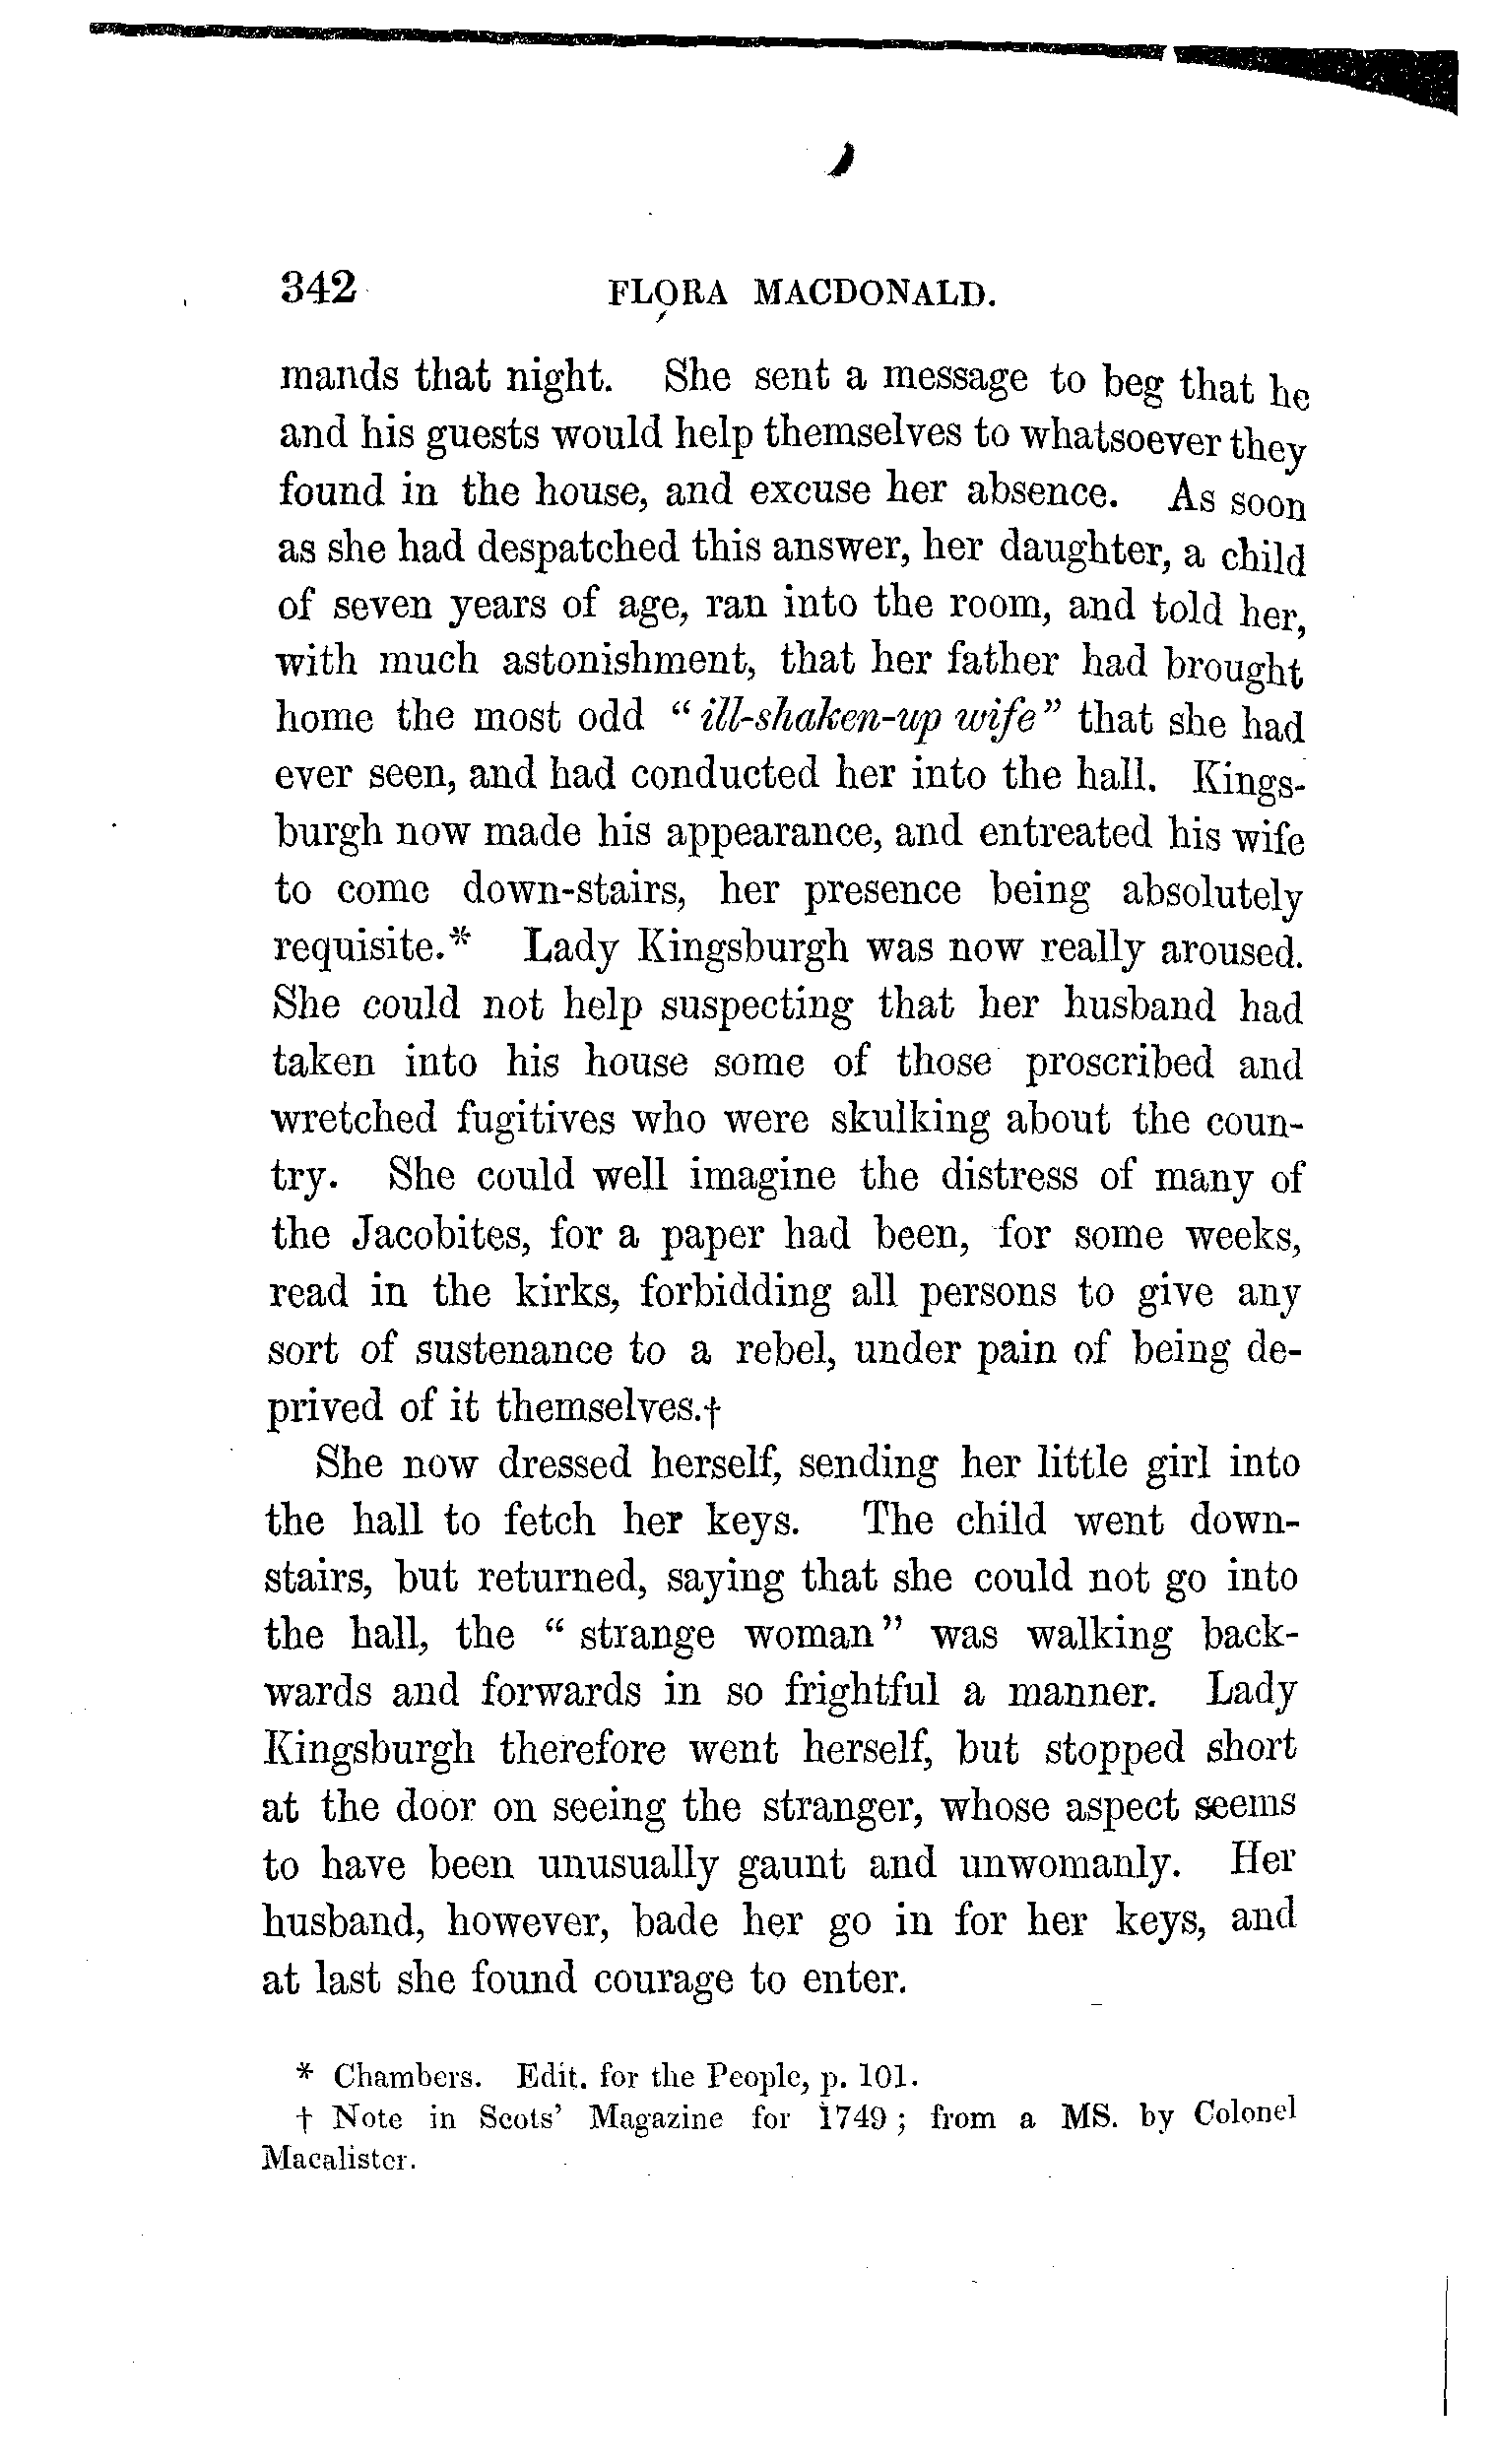 342 FLORA MACDONALD.
mands that night. She sent a message to beg that he
and his guests would help themselves to whatsoever they
found in the house, and excuse her absence. As soon
as she had despatched this answer, her daughter, a child
of seven years of age, ran into the room, and told her,
with much astonishment, that her father had brought
home the most odd "ill-shaken-up wife" that she had
ever seen, and had conducted her into the hall. Kings-
burgh now made his appearance, and entreated his wife
to come down-stairs, her presence being absolutely
requisite.* Lady Kingsburgh was now really aroused.
She could not help suspecting that her husband had
taken into his house some of those proscribed and
wretched fugitives who were skulking about the coun-
try. She could well imagine the distress of many of
the Jacobites, for a paper had been, for some weeks,
read in the kirks, forbidding all persons to give any
sort of sustenance to a rebel, under pain of being de-
prived of it themselves.†
She now dressed herself, sending her little girl into
the hall to fetch her keys. The child went down-
stairs, but returned, saying that she could not go into
the hall, the "strange woman" was walking back-
wards and forwards in so frightful a manner. Lady
Kingsburgh therefore went herself, but stopped short
at the door on seeing the stranger, whose aspect seems
to have been unusually gaunt and unwomanly. Her
husband, however, bade her go in for her keys, and
at last she found courage to enter.
* Chambers. Edit. for the People, p. 101.
† Note in Scots' Magazine for 1749; from a MS. by Colonel
Macalister.